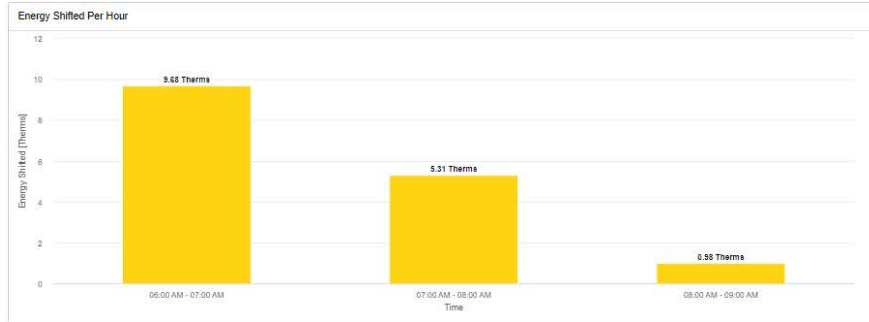 Energy Shifted Per Hour
12
10
8
6
4
2
0
Energy Shifted [Therms]
9.68 Therms
5.31 Therms
0.98 Therms
06:00 AM - 07:00 AM
07:00 AM - 08:00 AM
08:00 AM - 09:00 AM
Time